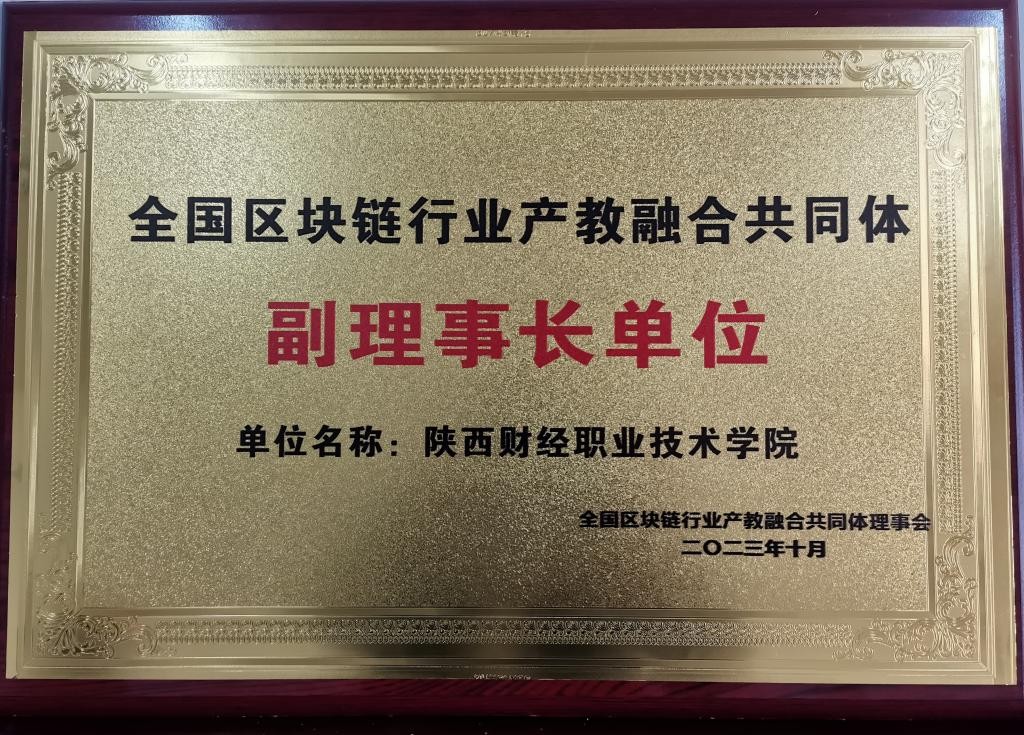 全国区块链行业产教融合共同体
副理事长单位
单位名称：陕西财经职业技术学院
全国区块链行业产教融合共同体理事会
二〇二三年十月